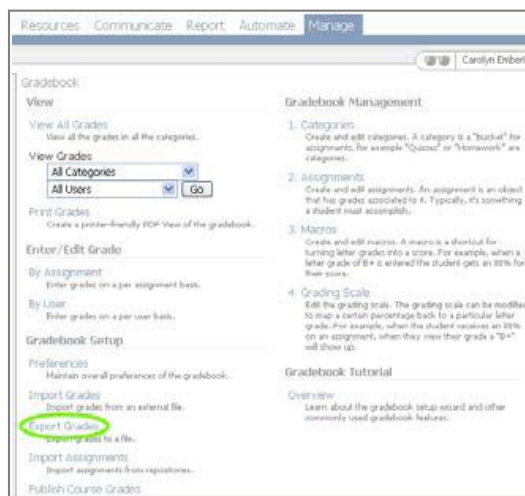 Resources Communicate Report Automate Manage
Carolyn Emberl
Gradebook
View
View All Grades
View all the grades in all the categories.
View Grades
All Categories
All Users Go
Print Grades
Create a printer-friendly PDF View of the gradebook.
Enter/Edit Grade
By Assignment
Enter grades on a per assignment basis.
By User
Enter grades on a per user basis.
Gradebook Setup
Preferences
Maintain overall preferences of the gradebook.
Import Grades
Import grades from an external file.
Export Grades
Export grades to a file.
Import Assignments
Import assignments from repositories.
Publish Course Grades
Gradebook Management
1. Categories
Create and edit categories. A category is a "bucket" for
assignments, for example "Quizzes" or "Homework" are
categories.
2. Assignments
Create and edit assignments. An assignment is an object
that has grades associated to it. Typically, it's something
a student must accomplish.
3. Macros
Create and edit macros. A macro is a shortcut for
turning letter grades into a score. For example, when a
letter grade of B+ is entered the student gets an 88% for
their score.
4. Grading Scale
Edit the grading scale. The grading scale can be modified
to map a certain percentage back to a particular letter
grade. For example, when the student receives an 88%
on an assignment, when they view their grade a "B+"
will show up.
Gradebook Tutorial
Overview
Learn about the gradebook setup wizard and other
commonly used gradebook features.